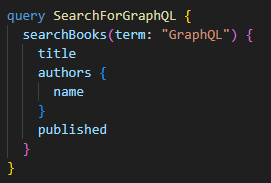 query SearchForGraphQL {
  searchBooks(term: "GraphQL") {
    title
    authors {
      name
    }
    published
  }
}